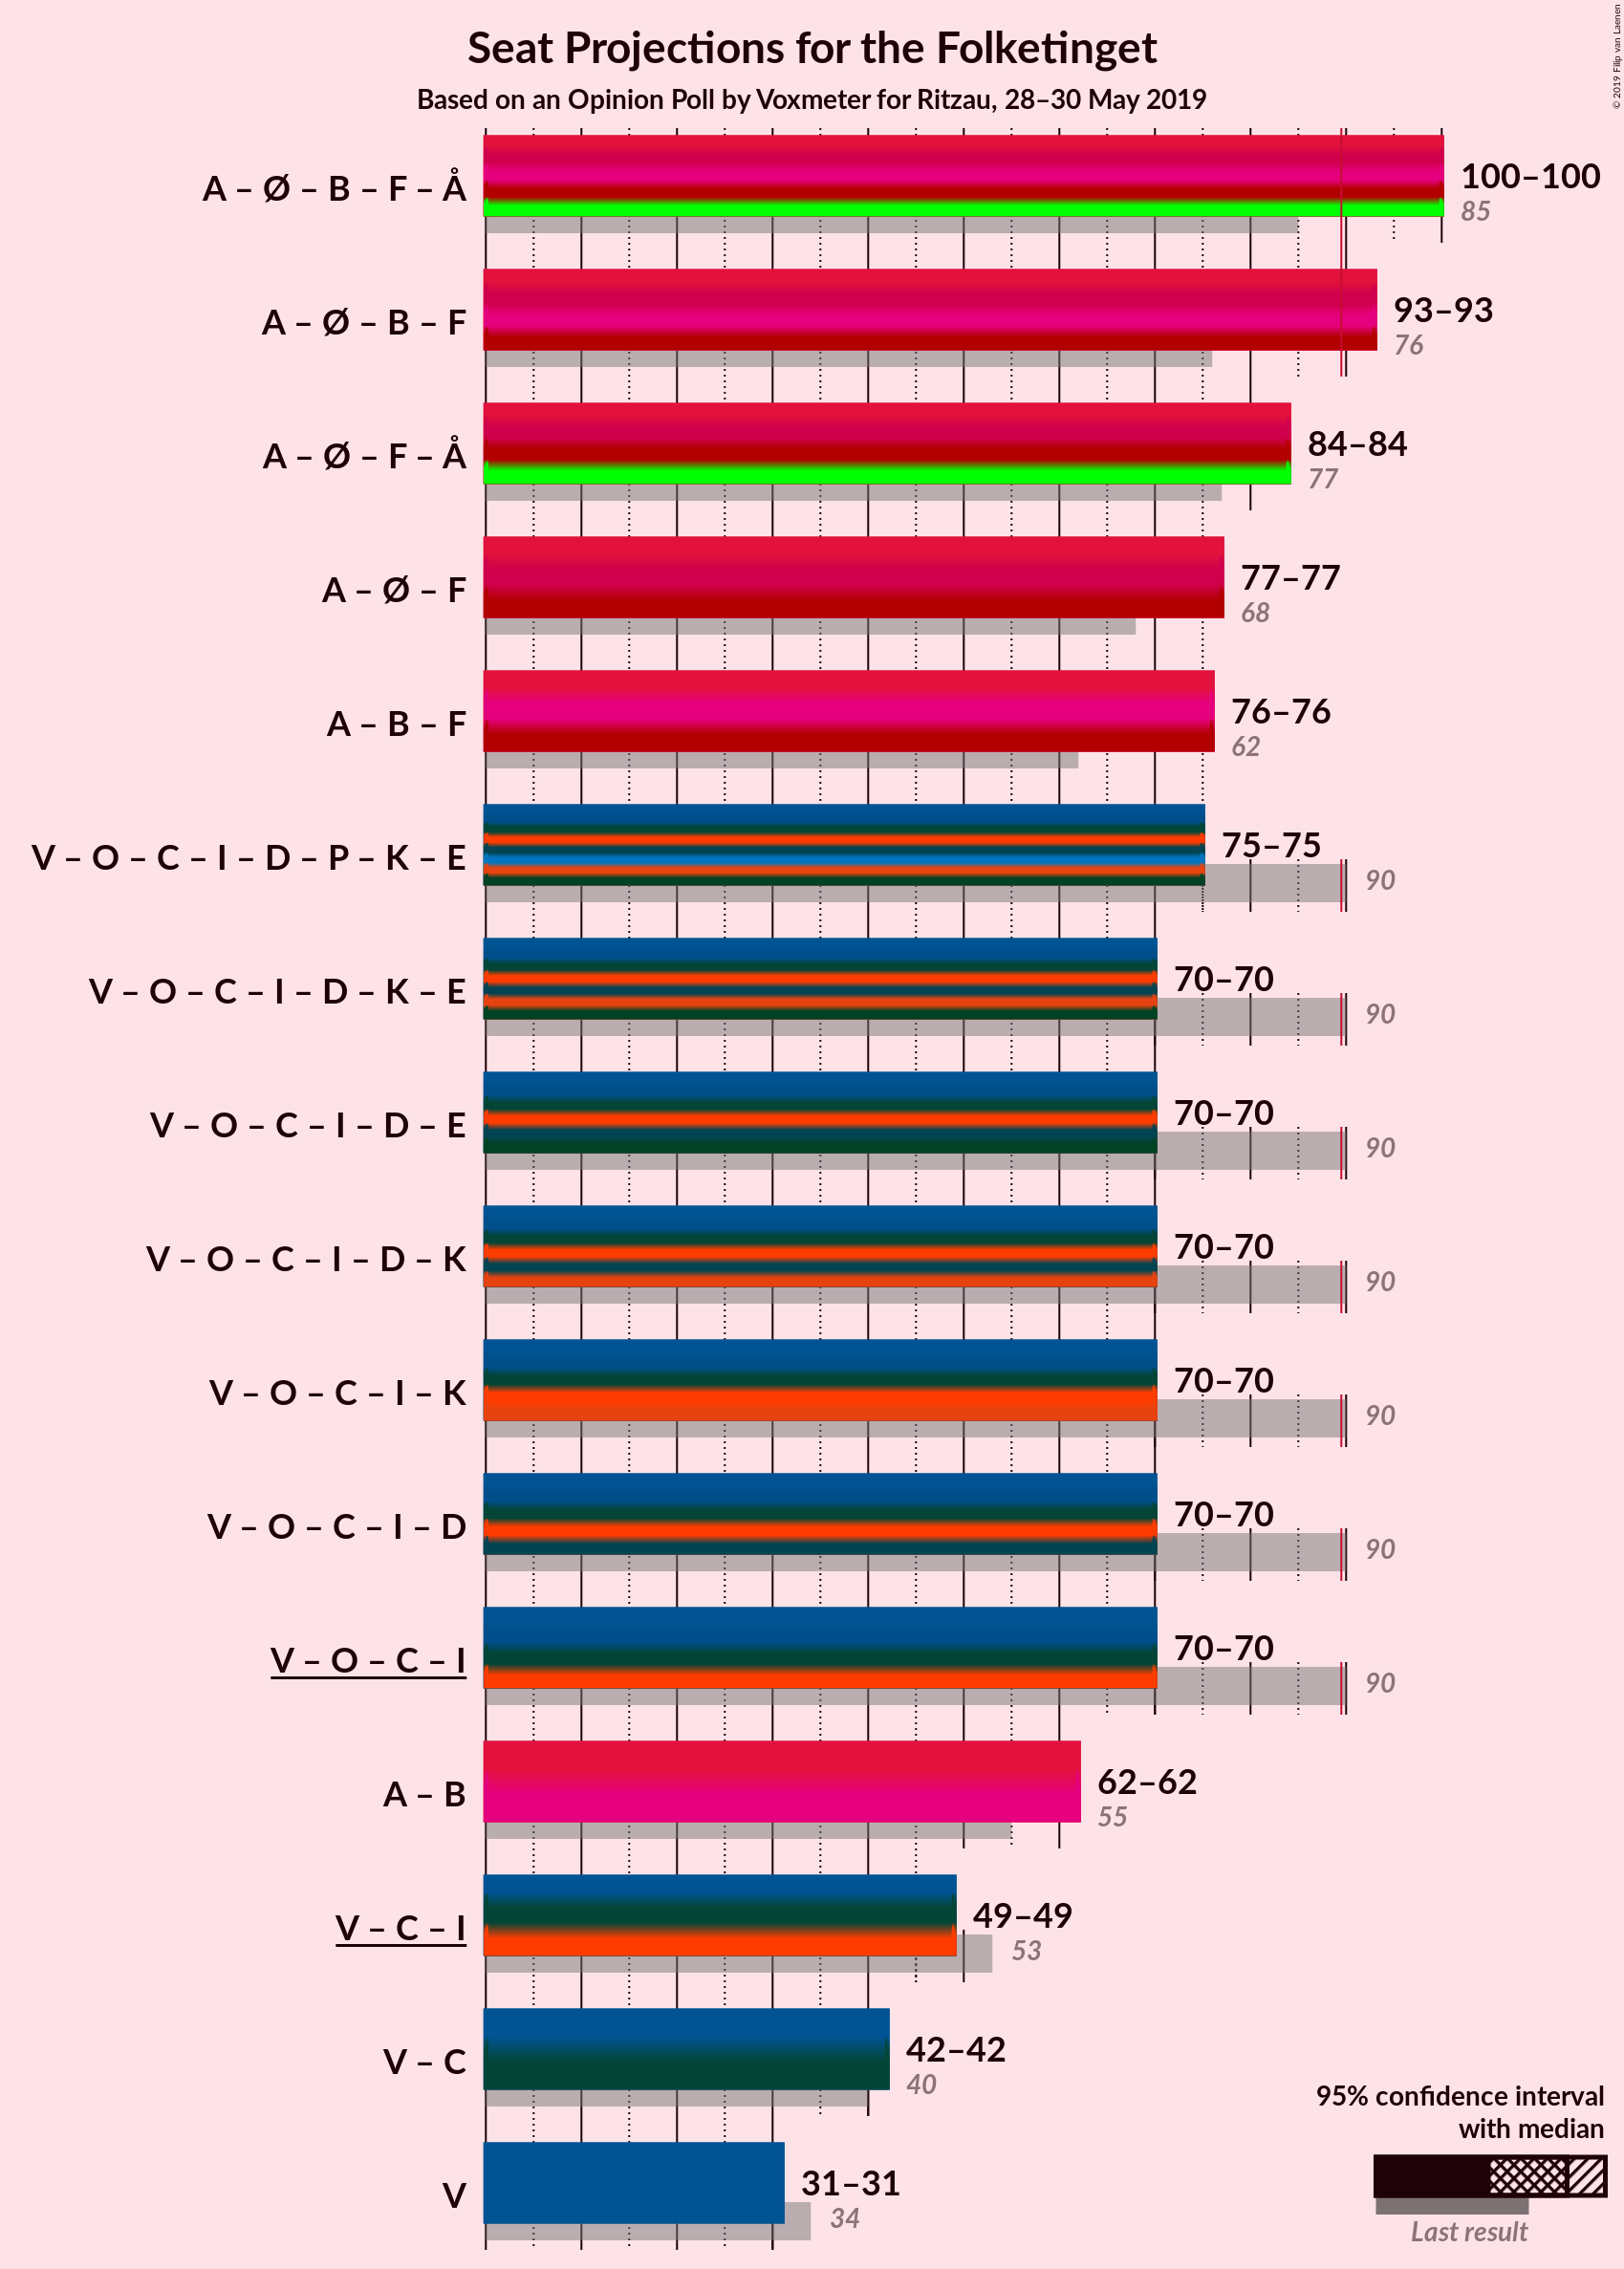 Seat Projections for the Folketinget
Based on an Opinion Poll by Voxmeter for Ritzau, 28–30 May 2019
© 2019 Filip van Laenen
A – Ø – B – F – Å
100–100
85
A – Ø – B – F
93–93
76
A – Ø – F – Å
84–84
77
A – Ø – F
77–77
68
A – B – F
76–76
62
V – O – C – I – D – P – K – E
75–75
90
V – O – C – I – D – K – E
70–70
90
V – O – C – I – D – E
70–70
90
V – O – C – I – D – K
70–70
90
V – O – C – I – K
70–70
90
V – O – C – I – D
70–70
90
V – O – C – I
70–70
90
A – B
62–62
55
V – C – I
49–49
53
V – C
42–42
40
V
31–31
34
95% confidence interval
with median
Last result